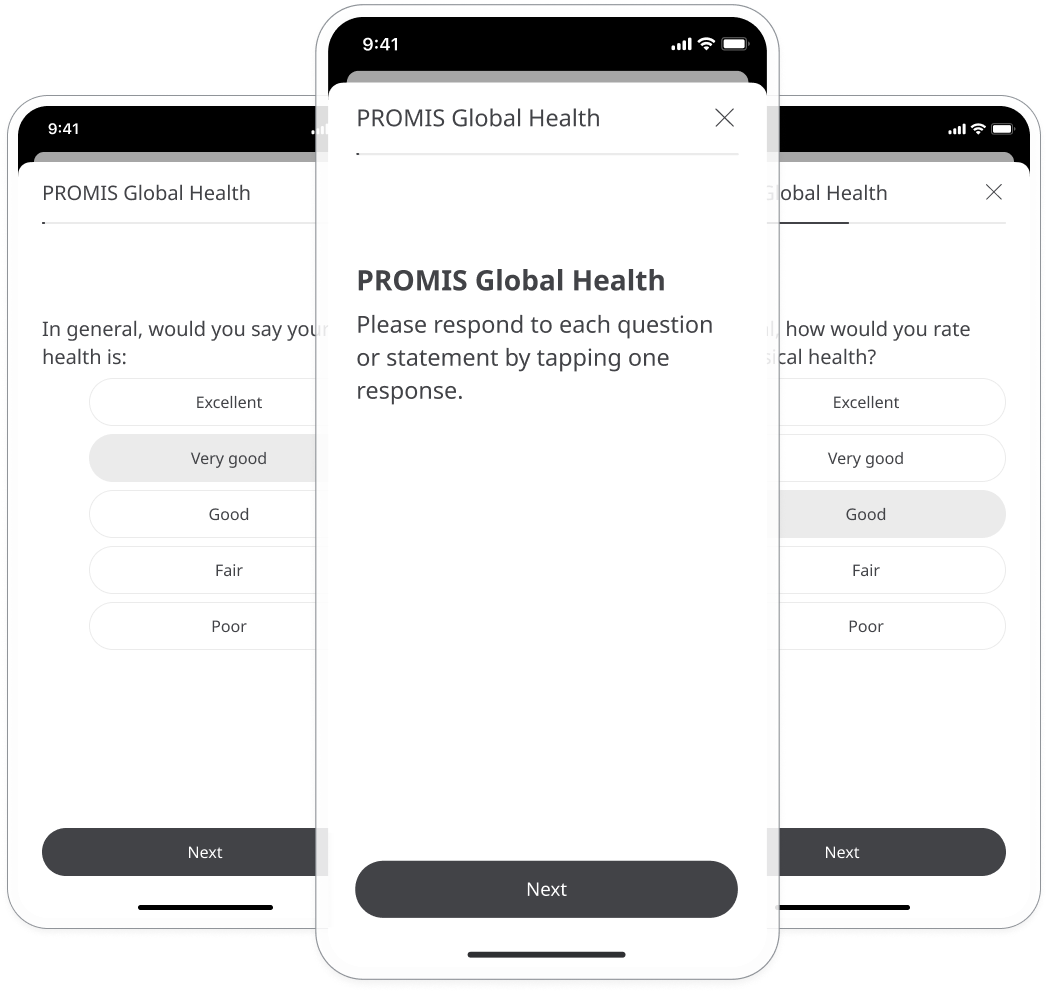 9:41
PROMIS Global Health
In general, would you say your
health is:
Excellent
Very good
Good
Fair
Poor
Next
9:41
PROMIS Global Health
PROMIS Global Health
Please respond to each question
or statement by tapping one
response.
Next
Global Health
how would you rate
health?
Excellent
Very good
Good
Fair
Poor
Next